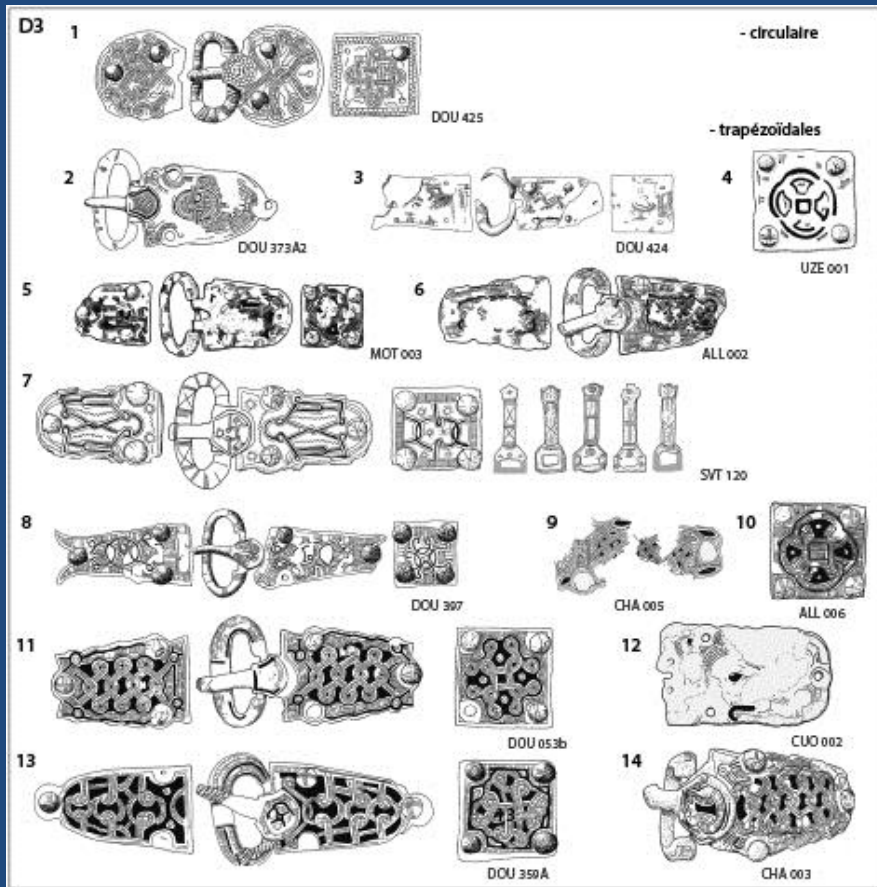 D3
1
- circulaire
DOU 425
- trapézoïdales
2
3
4
DOU 373A2
DOU 424
UZE 001
5
6
MOT 003
ALL 002
7
SVT 120
8
9
10
DOU 397
CHA 005
ALL 006
11
12
DOU 053b
CUO 002
13
14
DOU 359A
CHA 003